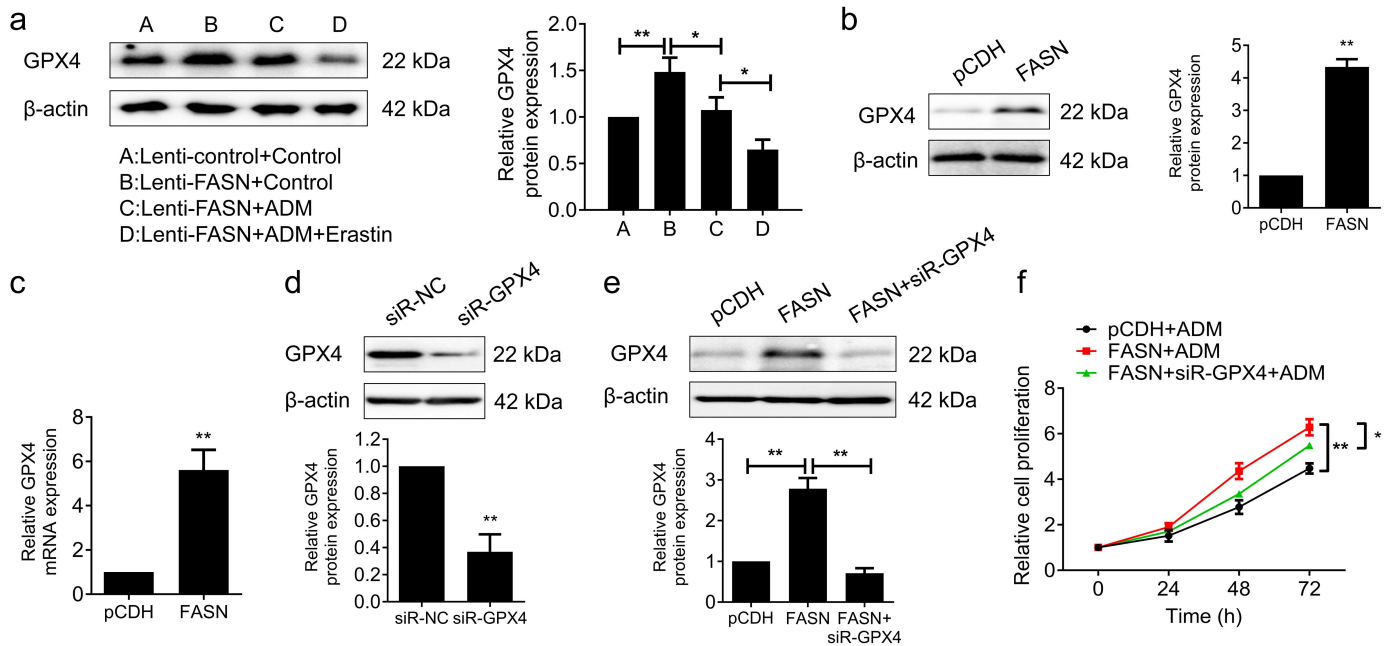 a
A B C D
GPX4 22 kDa
β-actin 42 kDa
A:Lenti-control+Control
B:Lenti-FASN+Control
C:Lenti-FASN+ADM
D:Lenti-FASN+ADM+Erastin
Relative GPX4
protein expression
2.0
1.5
1.0
0.5
0.0
** * *
A B C D
b
pCDH FASN
GPX4 22 kDa
β-actin 42 kDa
Relative GPX4
protein expression
5
4
3
2
1
0
**
pCDH FASN
c
Relative GPX4
mRNA expression
8
6
4
2
0
**
pCDH FASN
d
siR-NC siR-GPX4
GPX4 22 kDa
β-actin 42 kDa
Relative GPX4
protein expression
1.2
1.0
0.8
0.6
0.4
0.2
0.0
**
siR-NC siR-GPX4
e
pCDH FASN FASN+siR-GPX4
GPX4 22 kDa
β-actin 42 kDa
Relative GPX4
protein expression
4
3
2
1
0
** **
pCDH FASN FASN+
siR-GPX4
f
pCDH+ADM
FASN+ADM
FASN+siR-GPX4+ADM
Relative cell proliferation
8
6
4
2
0
** *
0 24 48 72
Time (h)